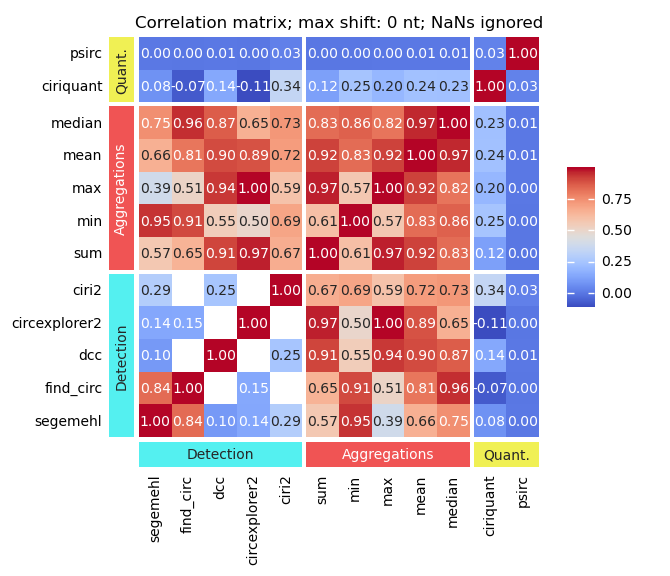 Correlation matrix; max shift: 0 nt; NaNs ignored
psirc 0.00 0.00 0.01 0.00 0.03 0.00 0.00 0.00 0.01 0.01 0.03 1.00
ciriquant 0.08 -0.07 0.14 -0.11 0.34 0.12 0.25 0.20 0.24 0.23 1.00 0.03
Quant.
median 0.75 0.96 0.87 0.65 0.73 0.83 0.86 0.82 0.97 1.00 0.23 0.01
mean 0.66 0.81 0.90 0.89 0.72 0.92 0.83 0.92 1.00 0.97 0.24 0.01
max 0.39 0.51 0.94 1.00 0.59 0.97 0.57 1.00 0.92 0.82 0.20 0.00
min 0.95 0.91 0.55 0.50 0.69 0.61 1.00 0.57 0.83 0.86 0.25 0.00
sum 0.57 0.65 0.91 0.97 0.67 1.00 0.61 0.97 0.92 0.83 0.12 0.00
Aggregations
ciri2 0.29 0.25 1.00 0.67 0.69 0.59 0.72 0.73 0.34 0.03
circexplorer2 0.14 0.15 1.00 0.97 0.50 1.00 0.89 0.65 -0.11 0.00
dcc 0.10 1.00 0.25 0.91 0.55 0.94 0.90 0.87 0.14 0.01
find_circ 0.84 1.00 0.15 0.65 0.91 0.51 0.81 0.96 -0.07 0.00
segemehl 1.00 0.84 0.10 0.14 0.29 0.57 0.95 0.39 0.66 0.75 0.08 0.00
Detection
Detection Aggregations Quant.
segemehl
find_circ
dcc
circexplorer2
ciri2
sum
min
max
mean
median
ciriquant
psirc
0.75
0.50
0.25
0.00